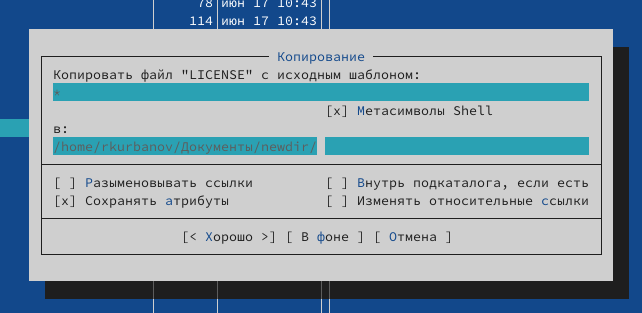 78 июн 17 10:43
114 июн 17 10:43
Копирование
Копировать файл "LICENSE" с исходным шаблоном:
*
[x] Метасимволы Shell
в:
/home/rkurbanov/Документы/newdir/
[ ] Разыменовывать ссылки [ ] Внутрь подкаталога, если есть
[x] Сохранять атрибуты [ ] Изменять относительные ссылки
[< Хорошо >] [ В фоне ] [ Отмена ]